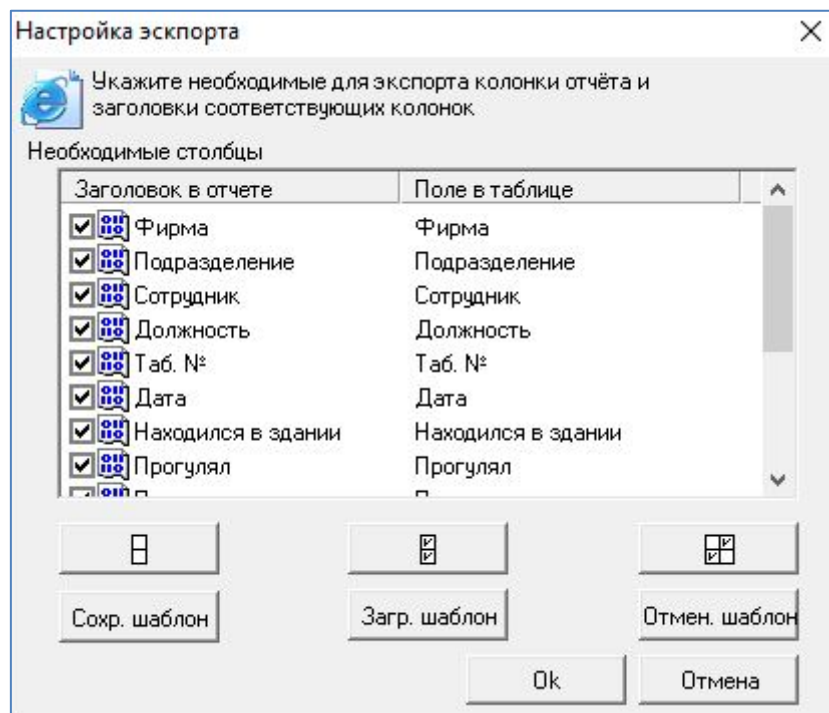 Настройка эскпорта
Укажите необходимые для экспорта колонки отчёта и
заголовки соответствующих колонок
Необходимые столбцы
Заголовок в отчете Поле в таблице
Фирма Фирма
Подразделение Подразделение
Сотрудник Сотрудник
Должность Должность
Таб. № Таб. №
Дата Дата
Находился в здании Находился в здании
Прогулял Прогулял
Сохр. шаблон Загр. шаблон Отмен. шаблон
Ok Отмена